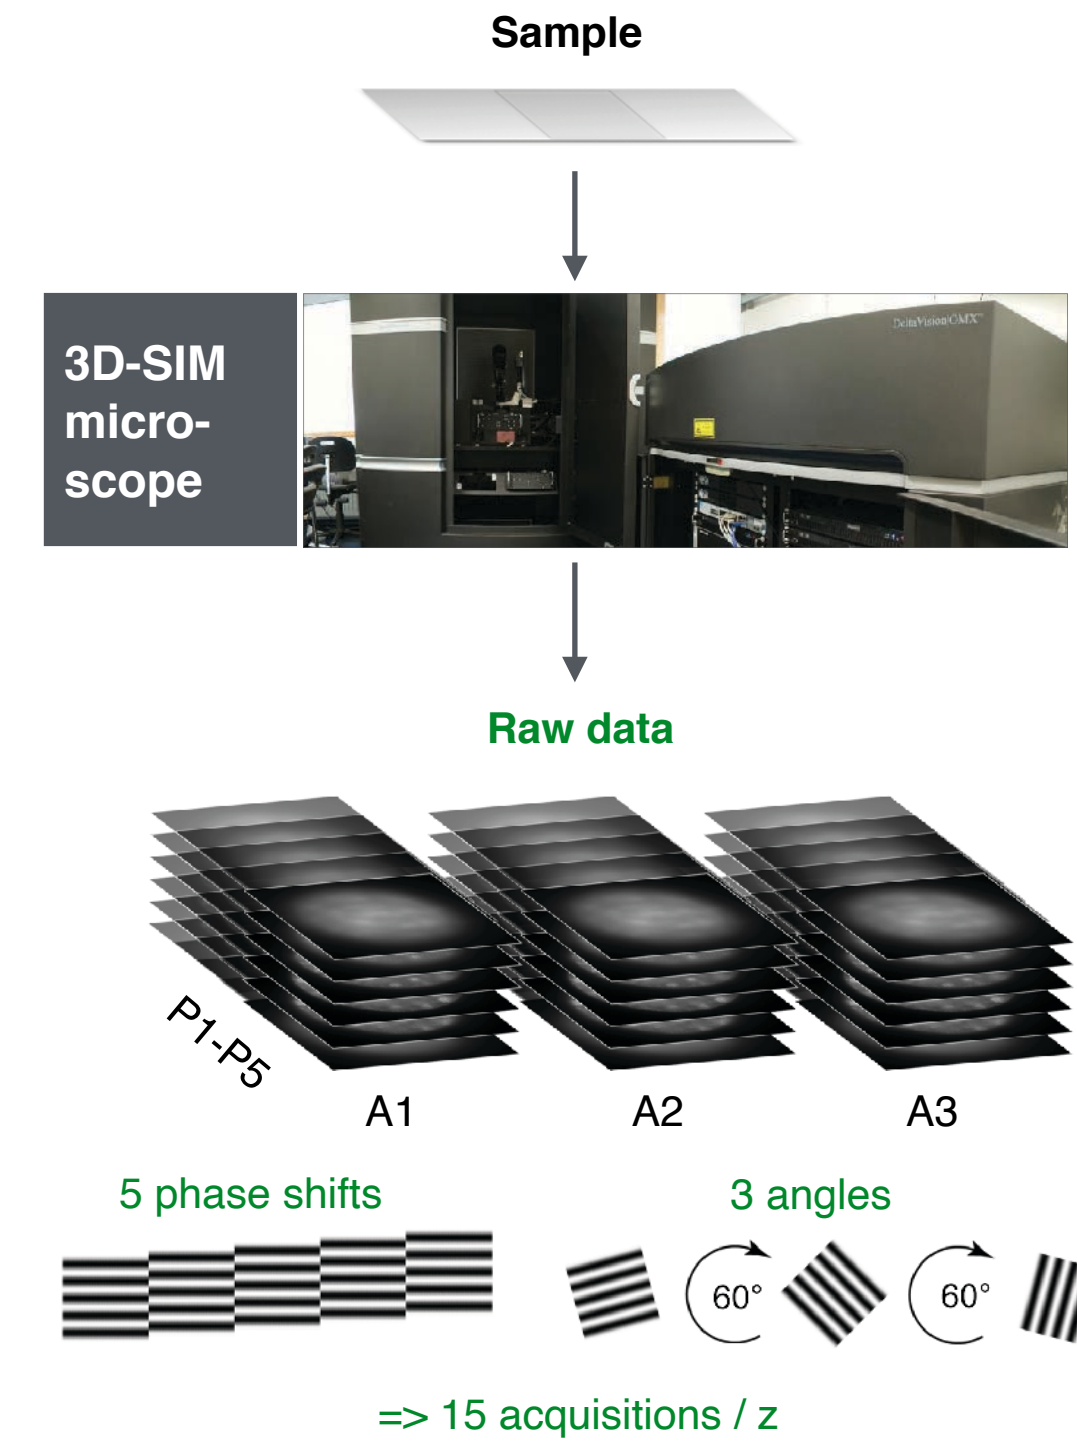 Sample
3D-SIM
micro-
scope
DeltaVision|OMX™
Raw data
P1-P5
A1
A2
A3
5 phase shifts
3 angles
60°
60°
=> 15 acquisitions / z